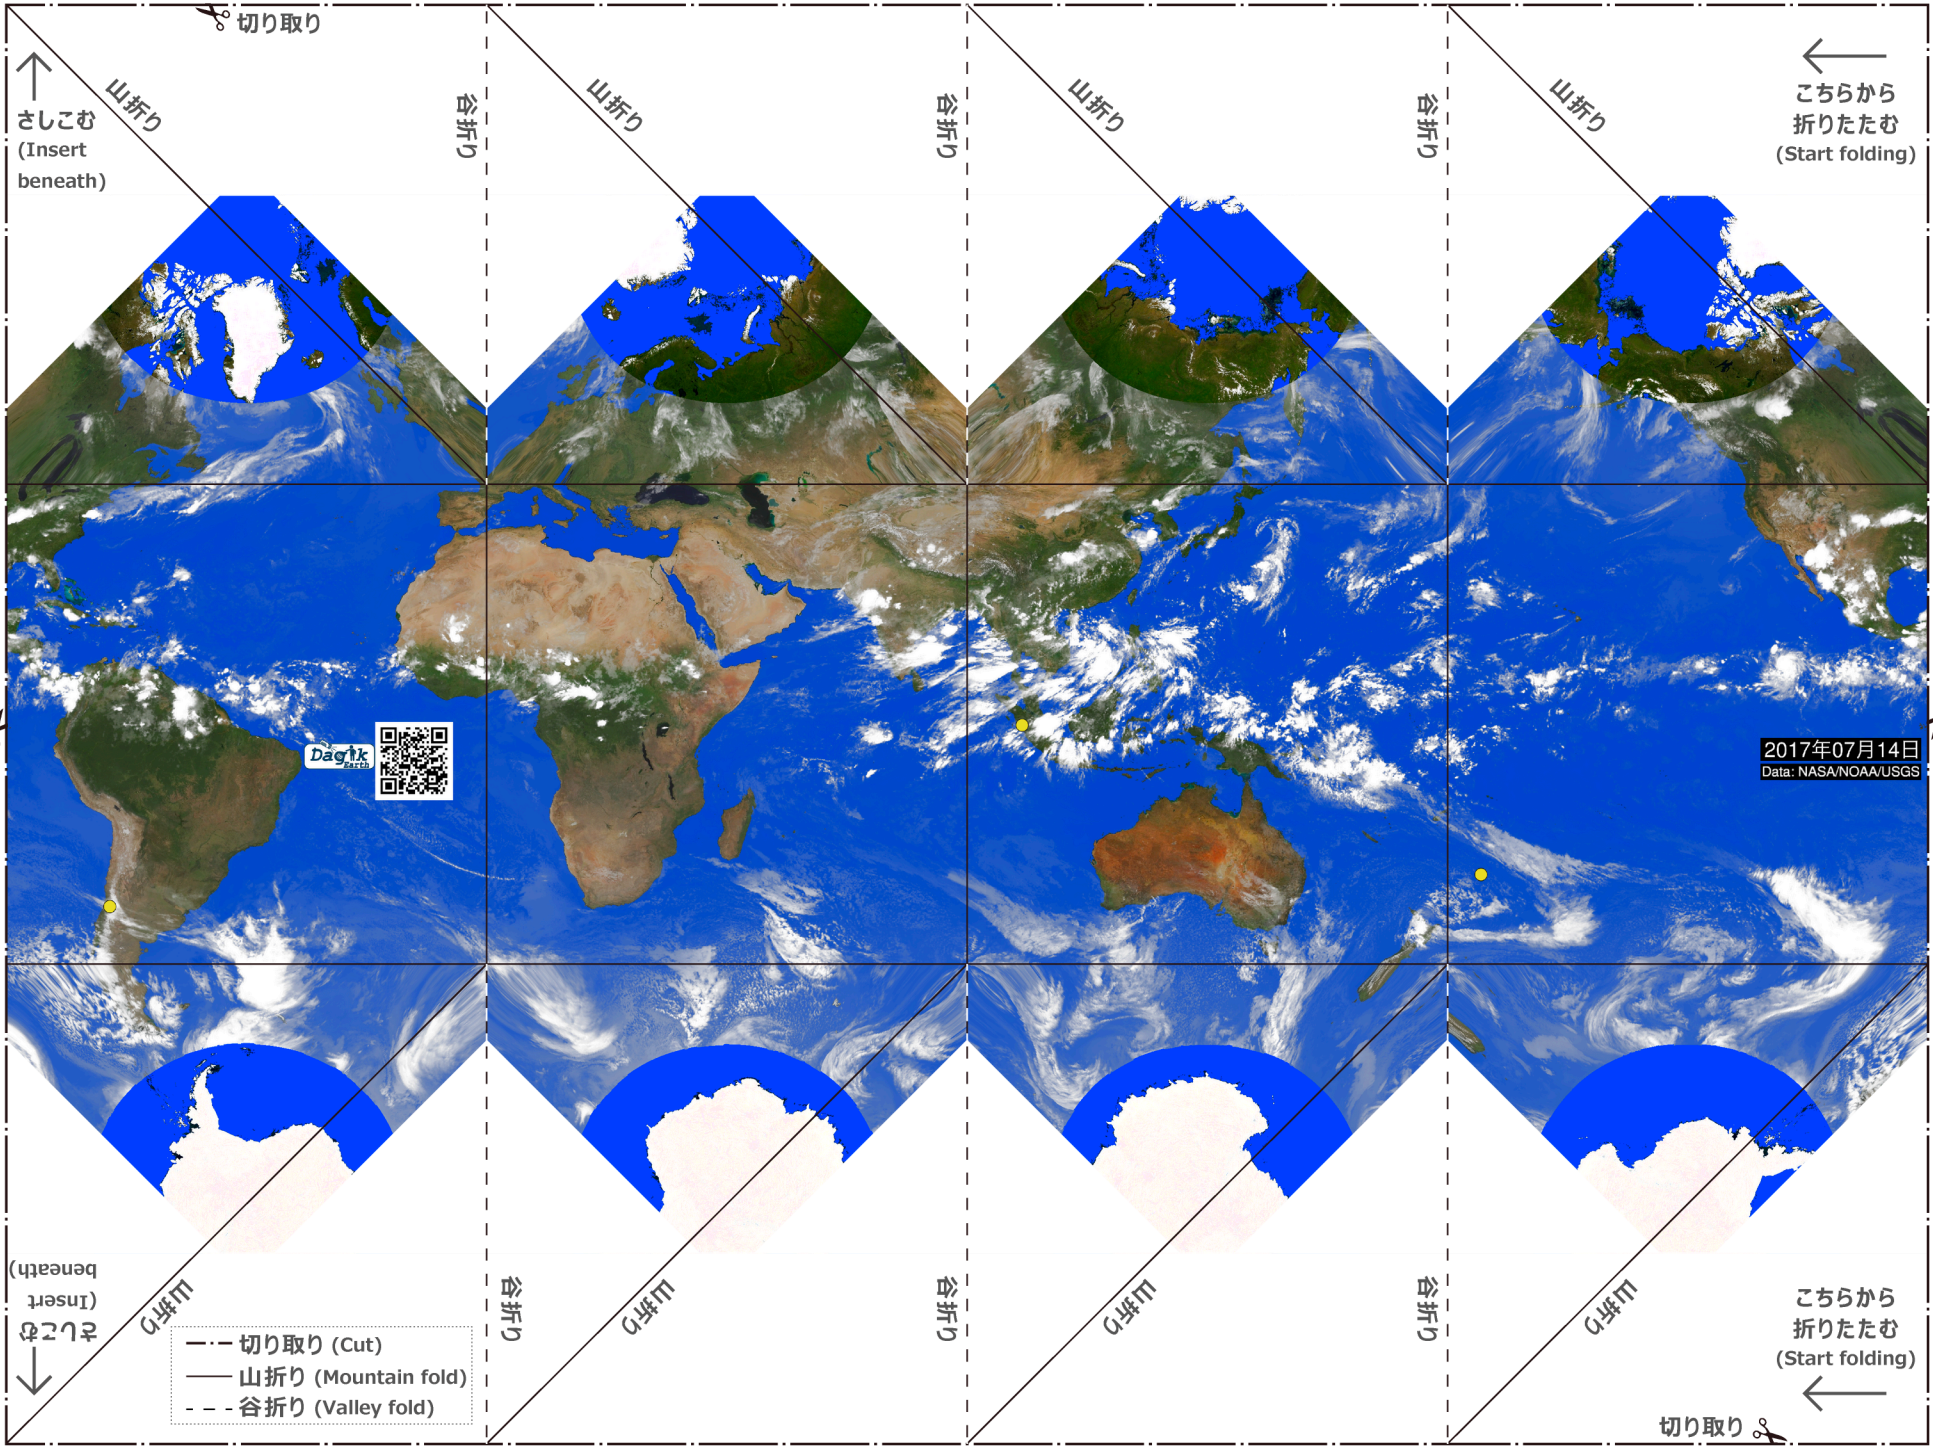 切り取り
山折り
谷折り
山折り
谷折り
山折り
谷折り
山折り
さしこむ
(Insert
beneath)
こちらから
折りたたむ
(Start folding)
Dagik
Earth
2017年07月14日
Data: NASA/NOAA/USGS
さしこむ
(Insert
beneath)
山折り
谷折り
山折り
谷折り
山折り
谷折り
山折り
こちらから
折りたたむ
(Start folding)
切り取り (Cut)
山折り (Mountain fold)
谷折り (Valley fold)
切り取り